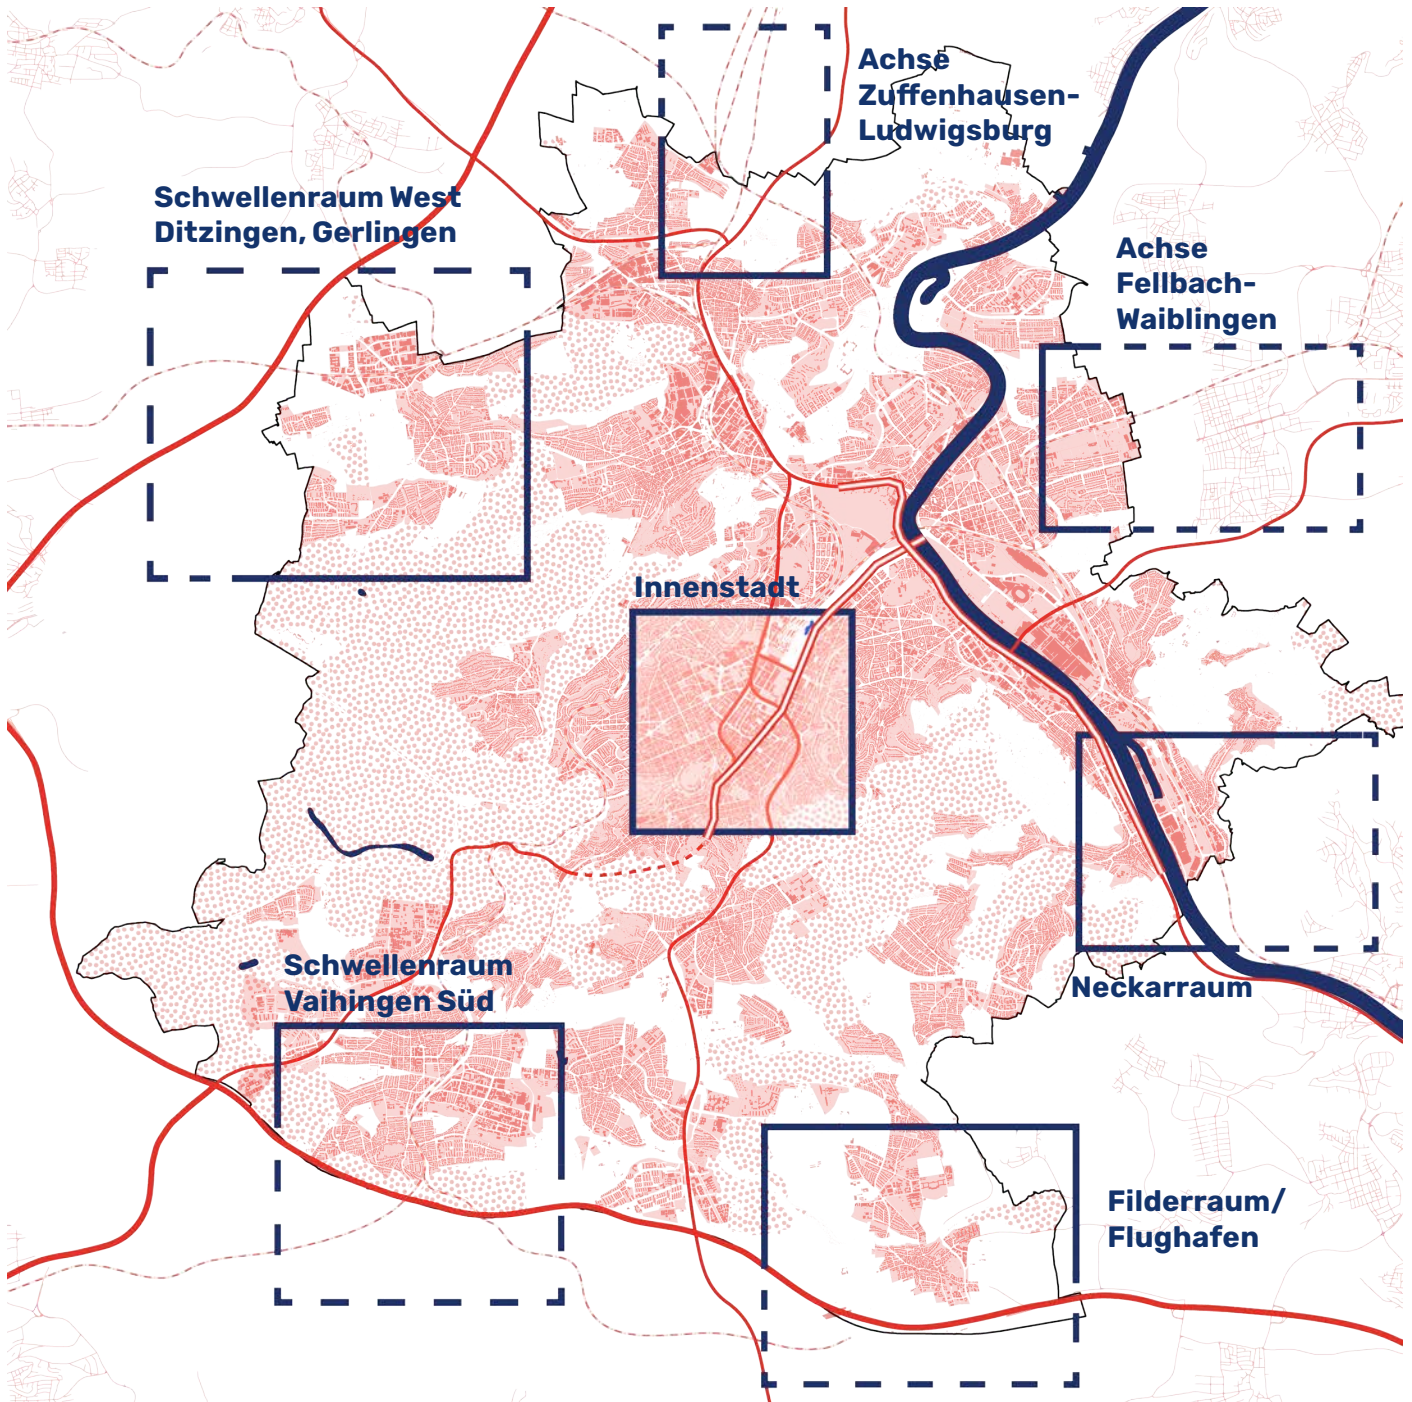 Achse
Zuffenhausen-
Ludwigsburg
Schwellenraum West
Ditzingen, Gerlingen
Achse
Fellbach-
Waiblingen
Innenstadt
Schwellenraum
Vaihingen Süd
Neckarraum
Filderraum/
Flughafen